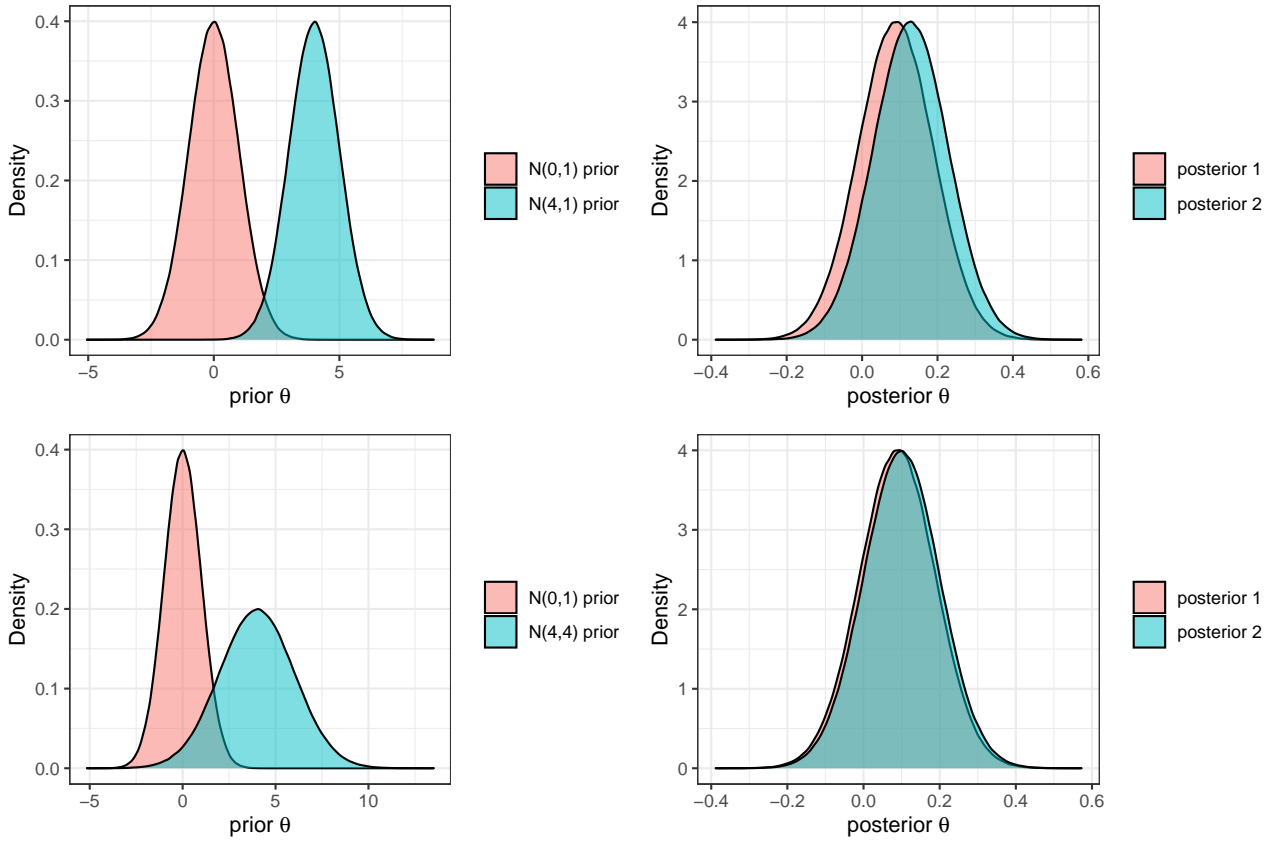 0.4
0.3
0.2
0.1
0.0
Density
−5
0
5
prior θ
N(0,1) prior
N(4,1) prior
4
3
2
1
0
Density
−0.4
−0.2
0.0
0.2
0.4
0.6
posterior θ
posterior 1
posterior 2
0.4
0.3
0.2
0.1
0.0
Density
−5
0
5
10
prior θ
N(0,1) prior
N(4,4) prior
4
3
2
1
0
Density
−0.4
−0.2
0.0
0.2
0.4
0.6
posterior θ
posterior 1
posterior 2